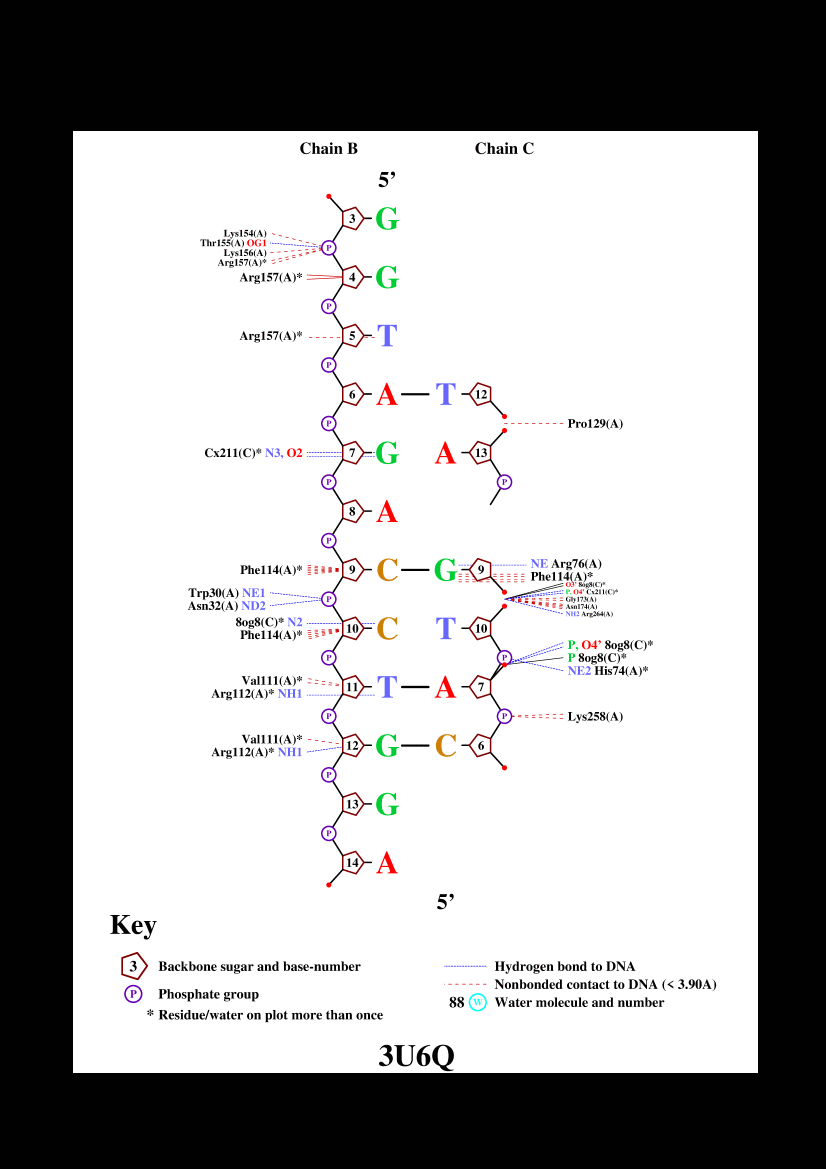 Chain B Chain C
5’
3 G
Lys154(A)
Thr155(A) OG1 P
Lys156(A)
Arg157(A)*
Arg157(A)* 4 G
P
Arg157(A)* 5 T
P
6 A T 12
P Pro129(A)
Cx211(C)* N3, O2 7 G A 13
P P
8 A
P
NE Arg76(A)
Phe114(A)* 9 C G 9
Phe114(A)*
O3’ 8og8(C)*
P, O4’ Cx211(C)*
Trp30(A) NE1
P Gly173(A)
Asn32(A) ND2 Asn174(A)
NH2 Arg264(A)
8og8(C)* N2
10 C T 10
Phe114(A)*
P, O4’ 8og8(C)*
P P P 8og8(C)*
NE2 His74(A)*
Val111(A)*
11 T A 7
Arg112(A)* NH1
P P Lys258(A)
Val111(A)*
12 G C 6
Arg112(A)* NH1
P
13 G
P
14 A
5’
Key
3 Backbone sugar and base-number
P Phosphate group
* Residue/water on plot more than once
Hydrogen bond to DNA
Nonbonded contact to DNA (< 3.90A)
88 W Water molecule and number
3U6Q